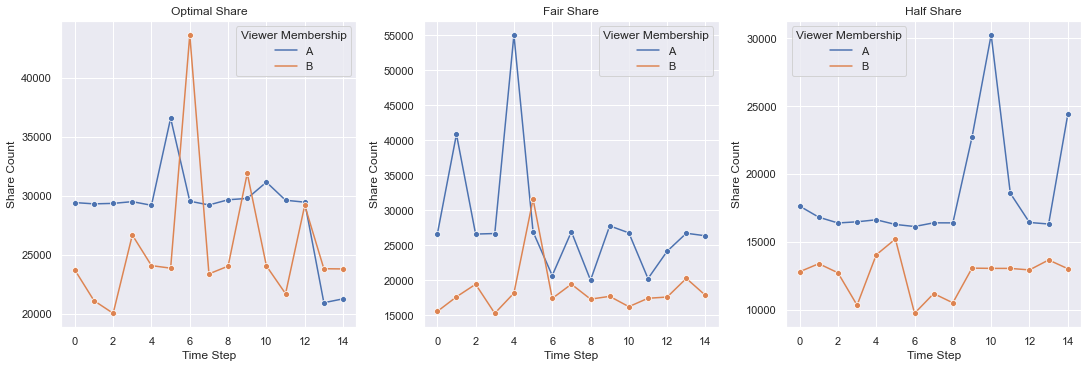 Optimal Share
Share Count
40000
35000
30000
25000
20000
Viewer Membership
A
B
0 2 4 6 8 10 12 14
Time Step
Fair Share
Share Count
55000
50000
45000
40000
35000
30000
25000
20000
15000
Viewer Membership
A
B
0 2 4 6 8 10 12 14
Time Step
Half Share
Share Count
30000
25000
20000
15000
10000
Viewer Membership
A
B
0 2 4 6 8 10 12 14
Time Step